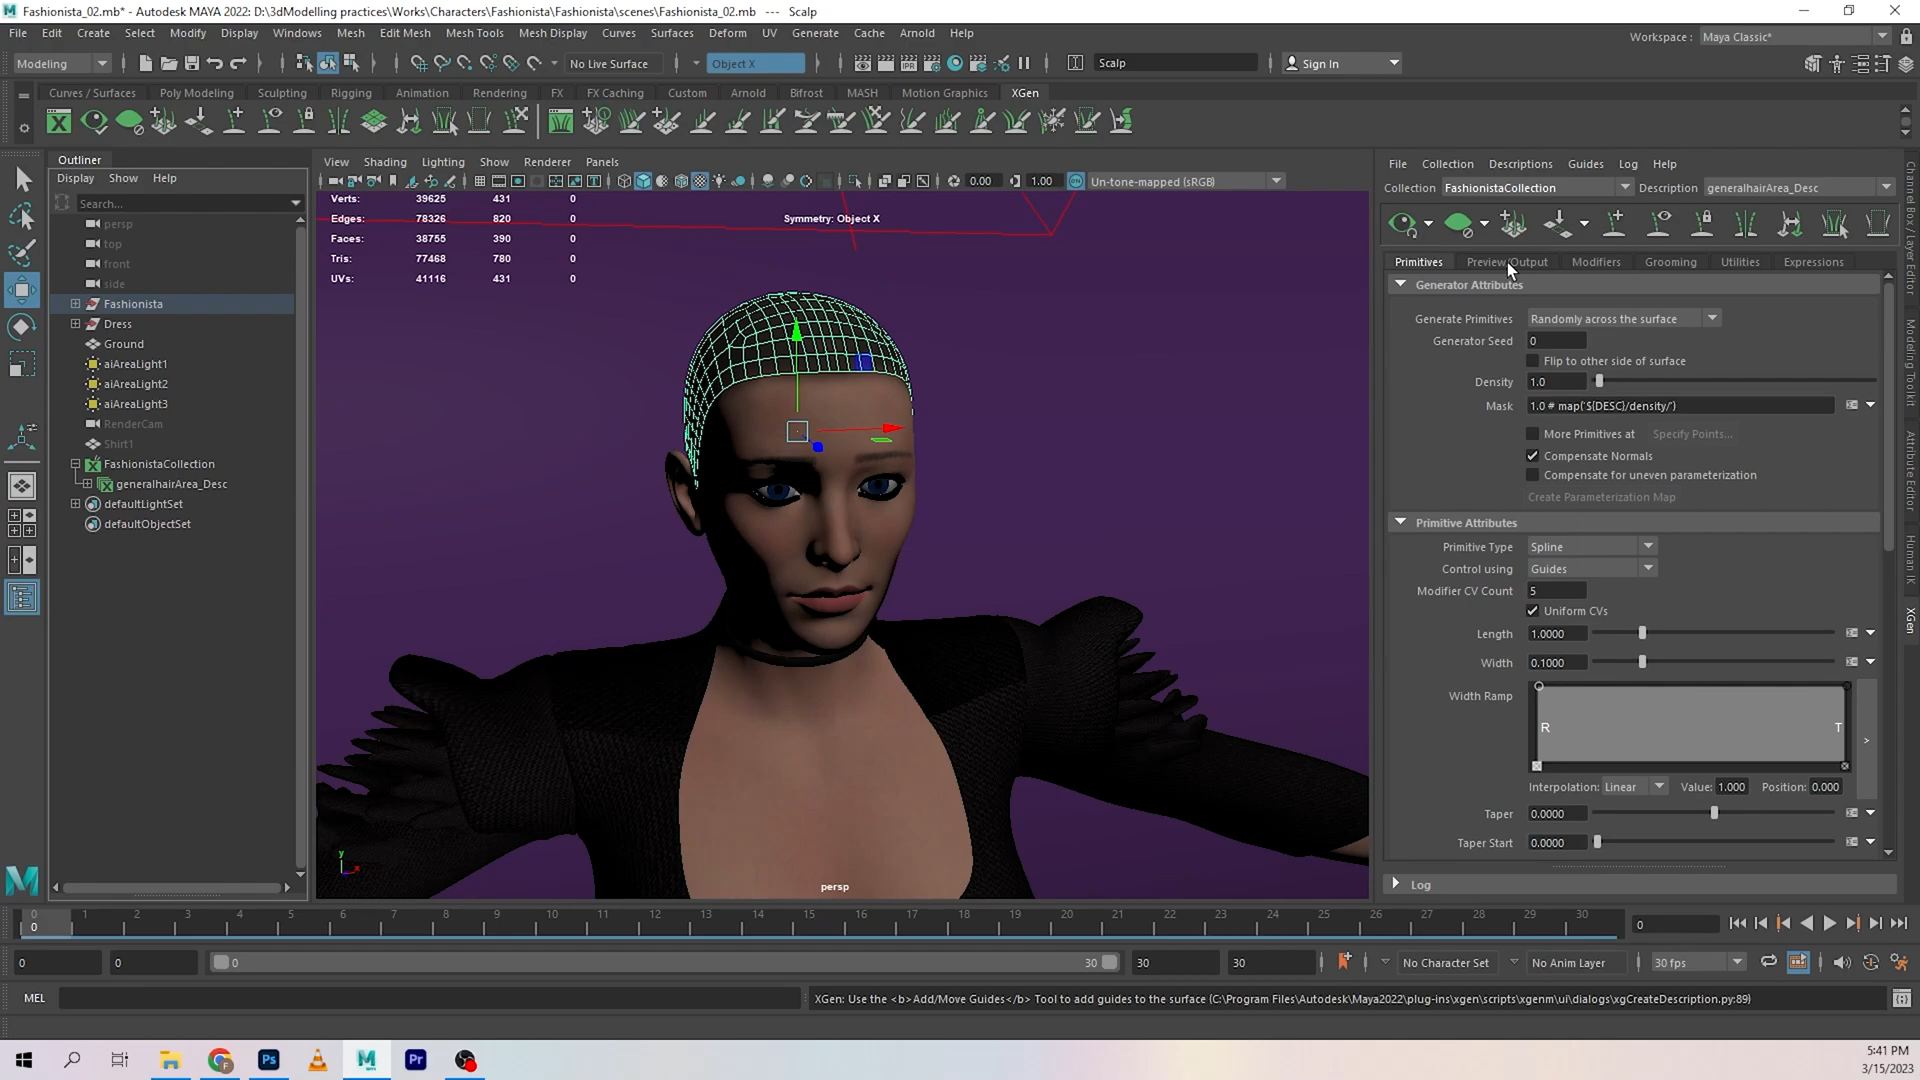 Fashionista_02.mb* - Autodesk MAYA 2022: D:\3dModelling practices\Works\Characters\Fashionista\Fashionista\scenes\Fashionista_02.mb --- Scalp
File Edit Create Select Modify Display Windows Mesh Edit Mesh Mesh Tools Mesh Display Curves Surfaces Deform UV Generate Cache Arnold Help
Workspace : Maya Classic*
Modeling
No Live Surface
Object X
Scalp
Sign In
Curves / Surfaces Poly Modeling Sculpting Rigging Animation Rendering FX FX Caching Custom Arnold Bifrost MASH Motion Graphics XGen
Outliner
Display Show Help
Search...
persp
top
front
side
Fashionista
Dress
Ground
aiAreaLight1
aiAreaLight2
aiAreaLight3
RenderCam
Shirt1
FashionistaCollection
generalhairArea_Desc
defaultLightSet
defaultObjectSet
View Shading Lighting Show Renderer Panels
0.00
1.00
ON
Un-tone-mapped (sRGB)
Verts: 39625 431 0
Edges: 78326 820 0
Faces: 38755 390 0
Tris: 77468 780 0
UVs: 41116 431 0
Symmetry: Object X
y
x
persp
File Collection Descriptions Guides Log Help
Collection FashionistaCollection Description generalhairArea_Desc
Primitives Preview/Output Modifiers Grooming Utilities Expressions
Generator Attributes
Generate Primitives Randomly across the surface
Generator Seed 0
Flip to other side of surface
Density 1.0
Mask 1.0 # map('${DESC}/density/')
More Primitives at Specify Points...
Compensate Normals
Compensate for uneven parameterization
Create Parameterization Map
Primitive Attributes
Primitive Type Spline
Control using Guides
Modifier CV Count 5
Uniform CVs
Length 1.0000
Width 0.1000
Width Ramp
R T
>
Interpolation: Linear Value: 1.000 Position: 0.000
Taper 0.0000
Taper Start 0.0000
Log
Channel Box / Layer Editor
Modeling Toolkit
Attribute Editor
Human IK
XGen
0 1 2 3 4 5 6 7 8 9 10 11 12 13 14 15 16 17 18 19 20 21 22 23 24 25 26 27 28 29 30
0
0
0 0 0 30 30 30
No Character Set
No Anim Layer
30 fps
MEL
XGen: Use the <b>Add/Move Guides</b> Tool to add guides to the surface (C:\Program Files\Autodesk\Maya2022\plug-ins\xgen\scripts\xgenm\ui\dialogs\xgCreateDescription.py:89)
Ps
M
Pr
5:41 PM
3/15/2023